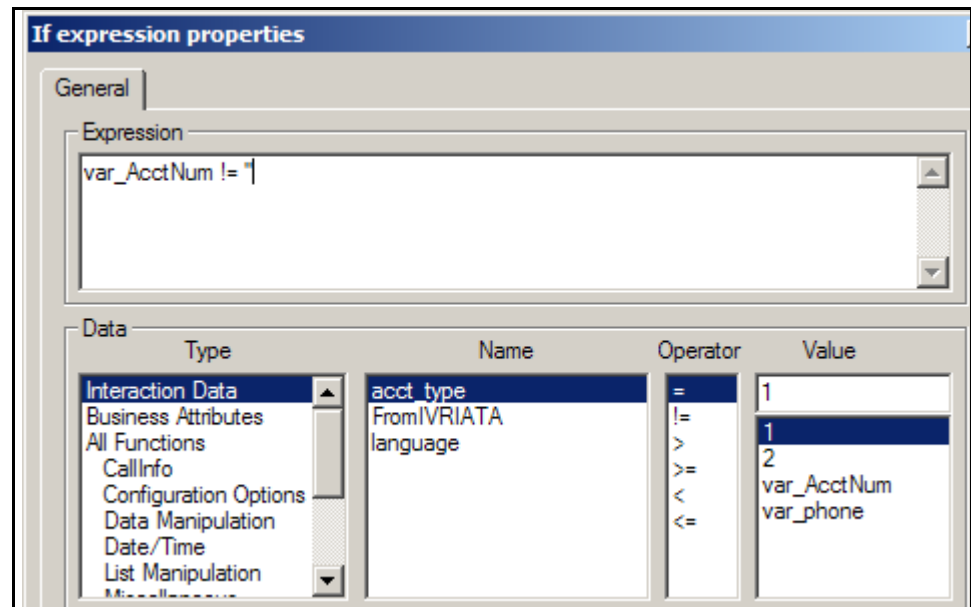 If expression properties
General
Expression
var_AcctNum != ''
Data
Type Name Operator Value
Interaction Data
Business Attributes
All Functions
CallInfo
Configuration Options
Data Manipulation
Date/Time
List Manipulation
Miscellaneous
acct_type
FromIVRIATA
language
=
!=
>
>=
<
<=
1
1
2
var_AcctNum
var_phone